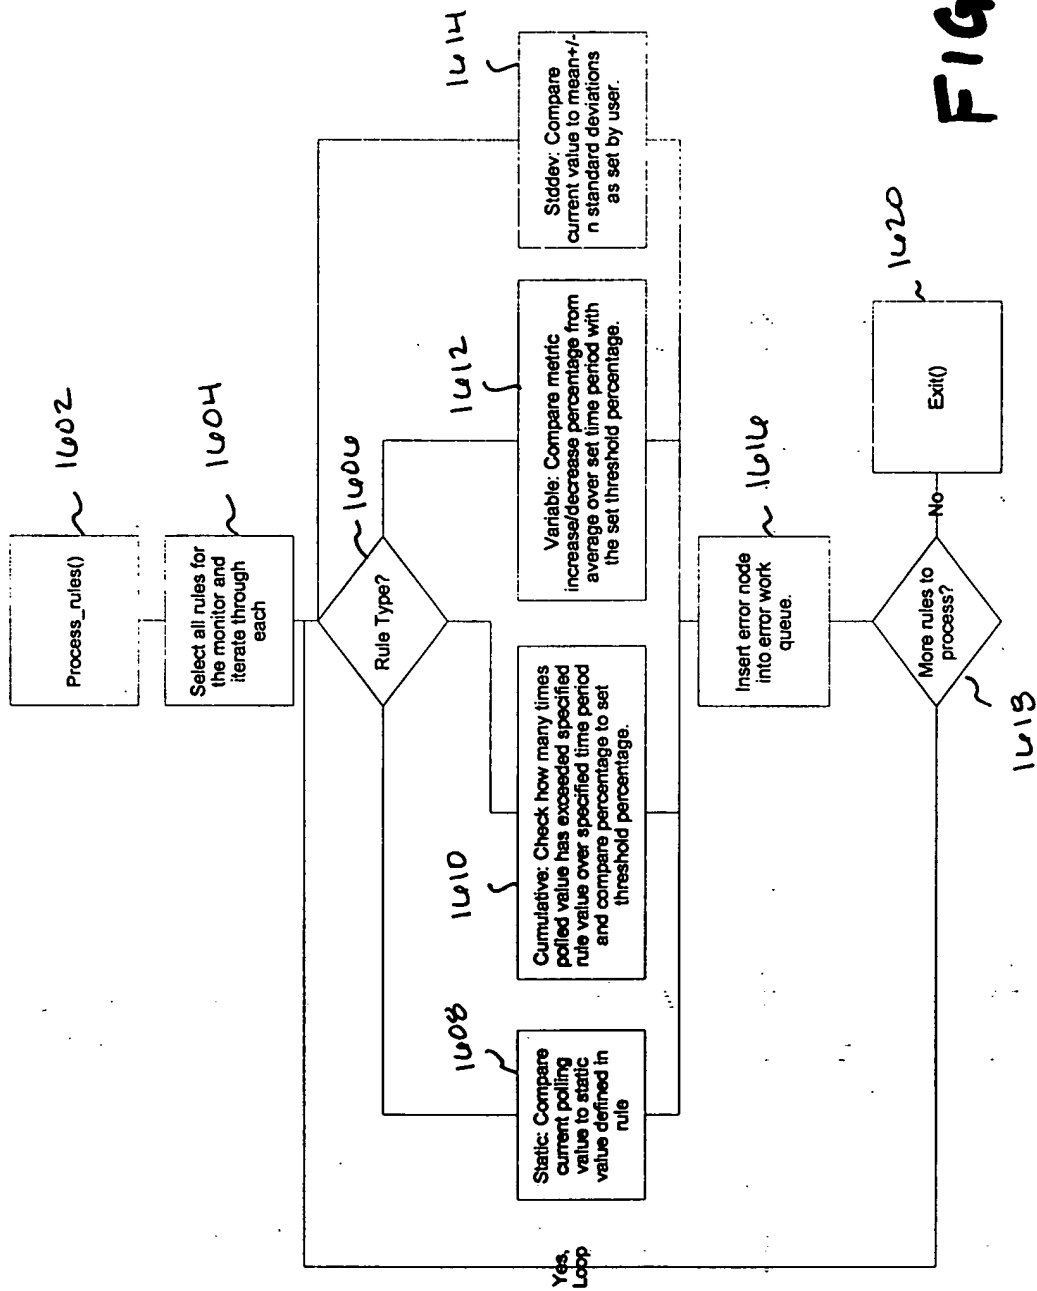 Process_rules()
1602
Select all rules for
the monitor and
iterate through
each
1604
Rule Type?
1606
Static: Compare
current polling
value to static
value defined in
rule
1608
Cumulative: Check how many times
polled value has exceeded specified
rule value over specified time period
and compare percentage to set
threshold percentage.
1610
Variable: Compare metric
increase/decrease percentage from
average over set time period with
the set threshold percentage.
1612
Stddev: Compare
current value to mean+/-
n standard deviations
as set by user.
1614
Insert error node
into error work
queue.
1616
More rules to
process?
1618
Yes,
Loop
No
Exit()
1620
FIG